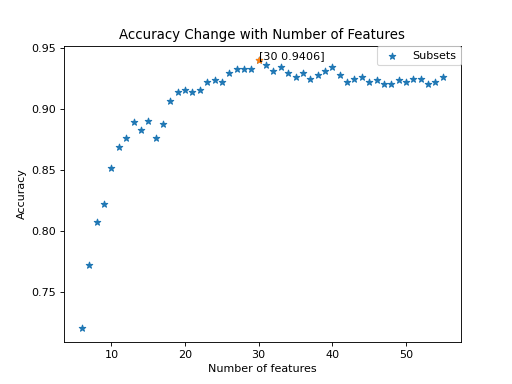 Accuracy Change with Number of Features
[30 0.9406]
Subsets
0.95
0.90
0.85
0.80
0.75
Accuracy
10 20 30 40 50
Number of features